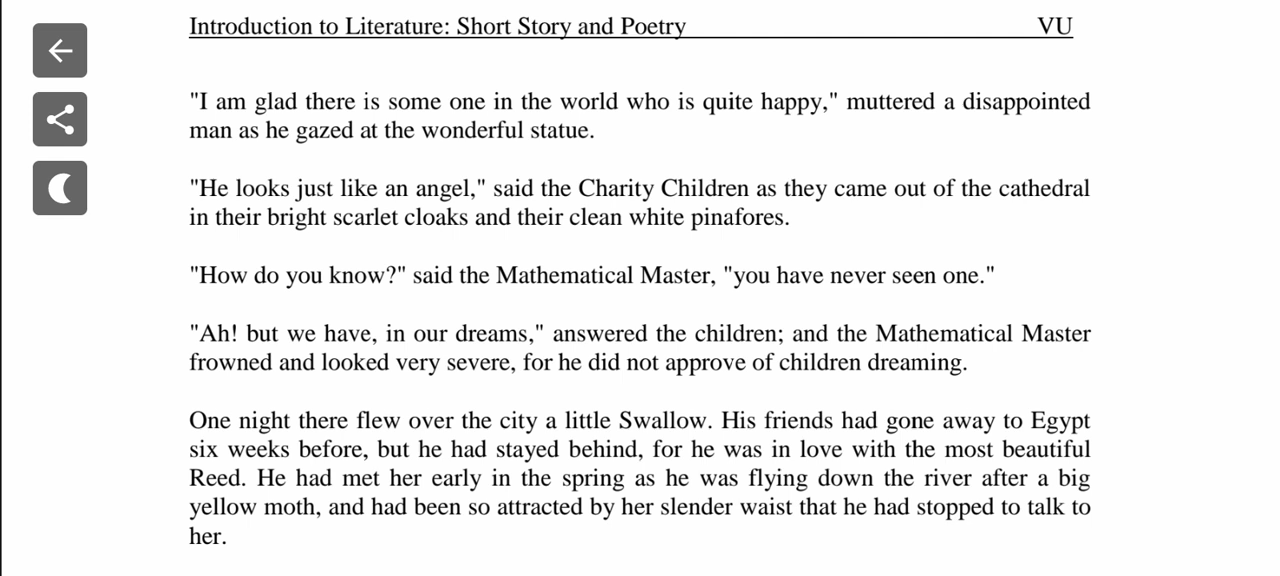 Introduction to Literature: Short Story and Poetry VU
"I am glad there is some one in the world who is quite happy," muttered a disappointed
man as he gazed at the wonderful statue.
"He looks just like an angel," said the Charity Children as they came out of the cathedral
in their bright scarlet cloaks and their clean white pinafores.
"How do you know?" said the Mathematical Master, "you have never seen one."
"Ah! but we have, in our dreams," answered the children; and the Mathematical Master
frowned and looked very severe, for he did not approve of children dreaming.
One night there flew over the city a little Swallow. His friends had gone away to Egypt
six weeks before, but he had stayed behind, for he was in love with the most beautiful
Reed. He had met her early in the spring as he was flying down the river after a big
yellow moth, and had been so attracted by her slender waist that he had stopped to talk to
her.